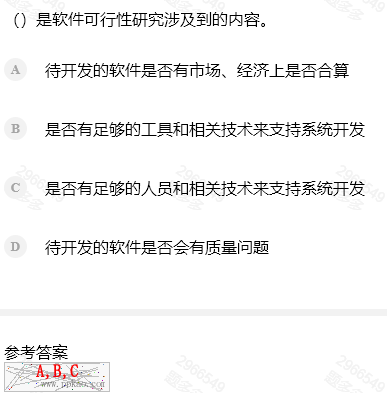 （）是软件可行性研究涉及到的内容。
A 待开发的软件是否有市场、经济上是否合算
B 是否有足够的工具和相关技术来支持系统开发
C 是否有足够的人员和相关技术来支持系统开发
D 待开发的软件是否会有质量问题
参考答案
A,B,C
www.ppkao.com